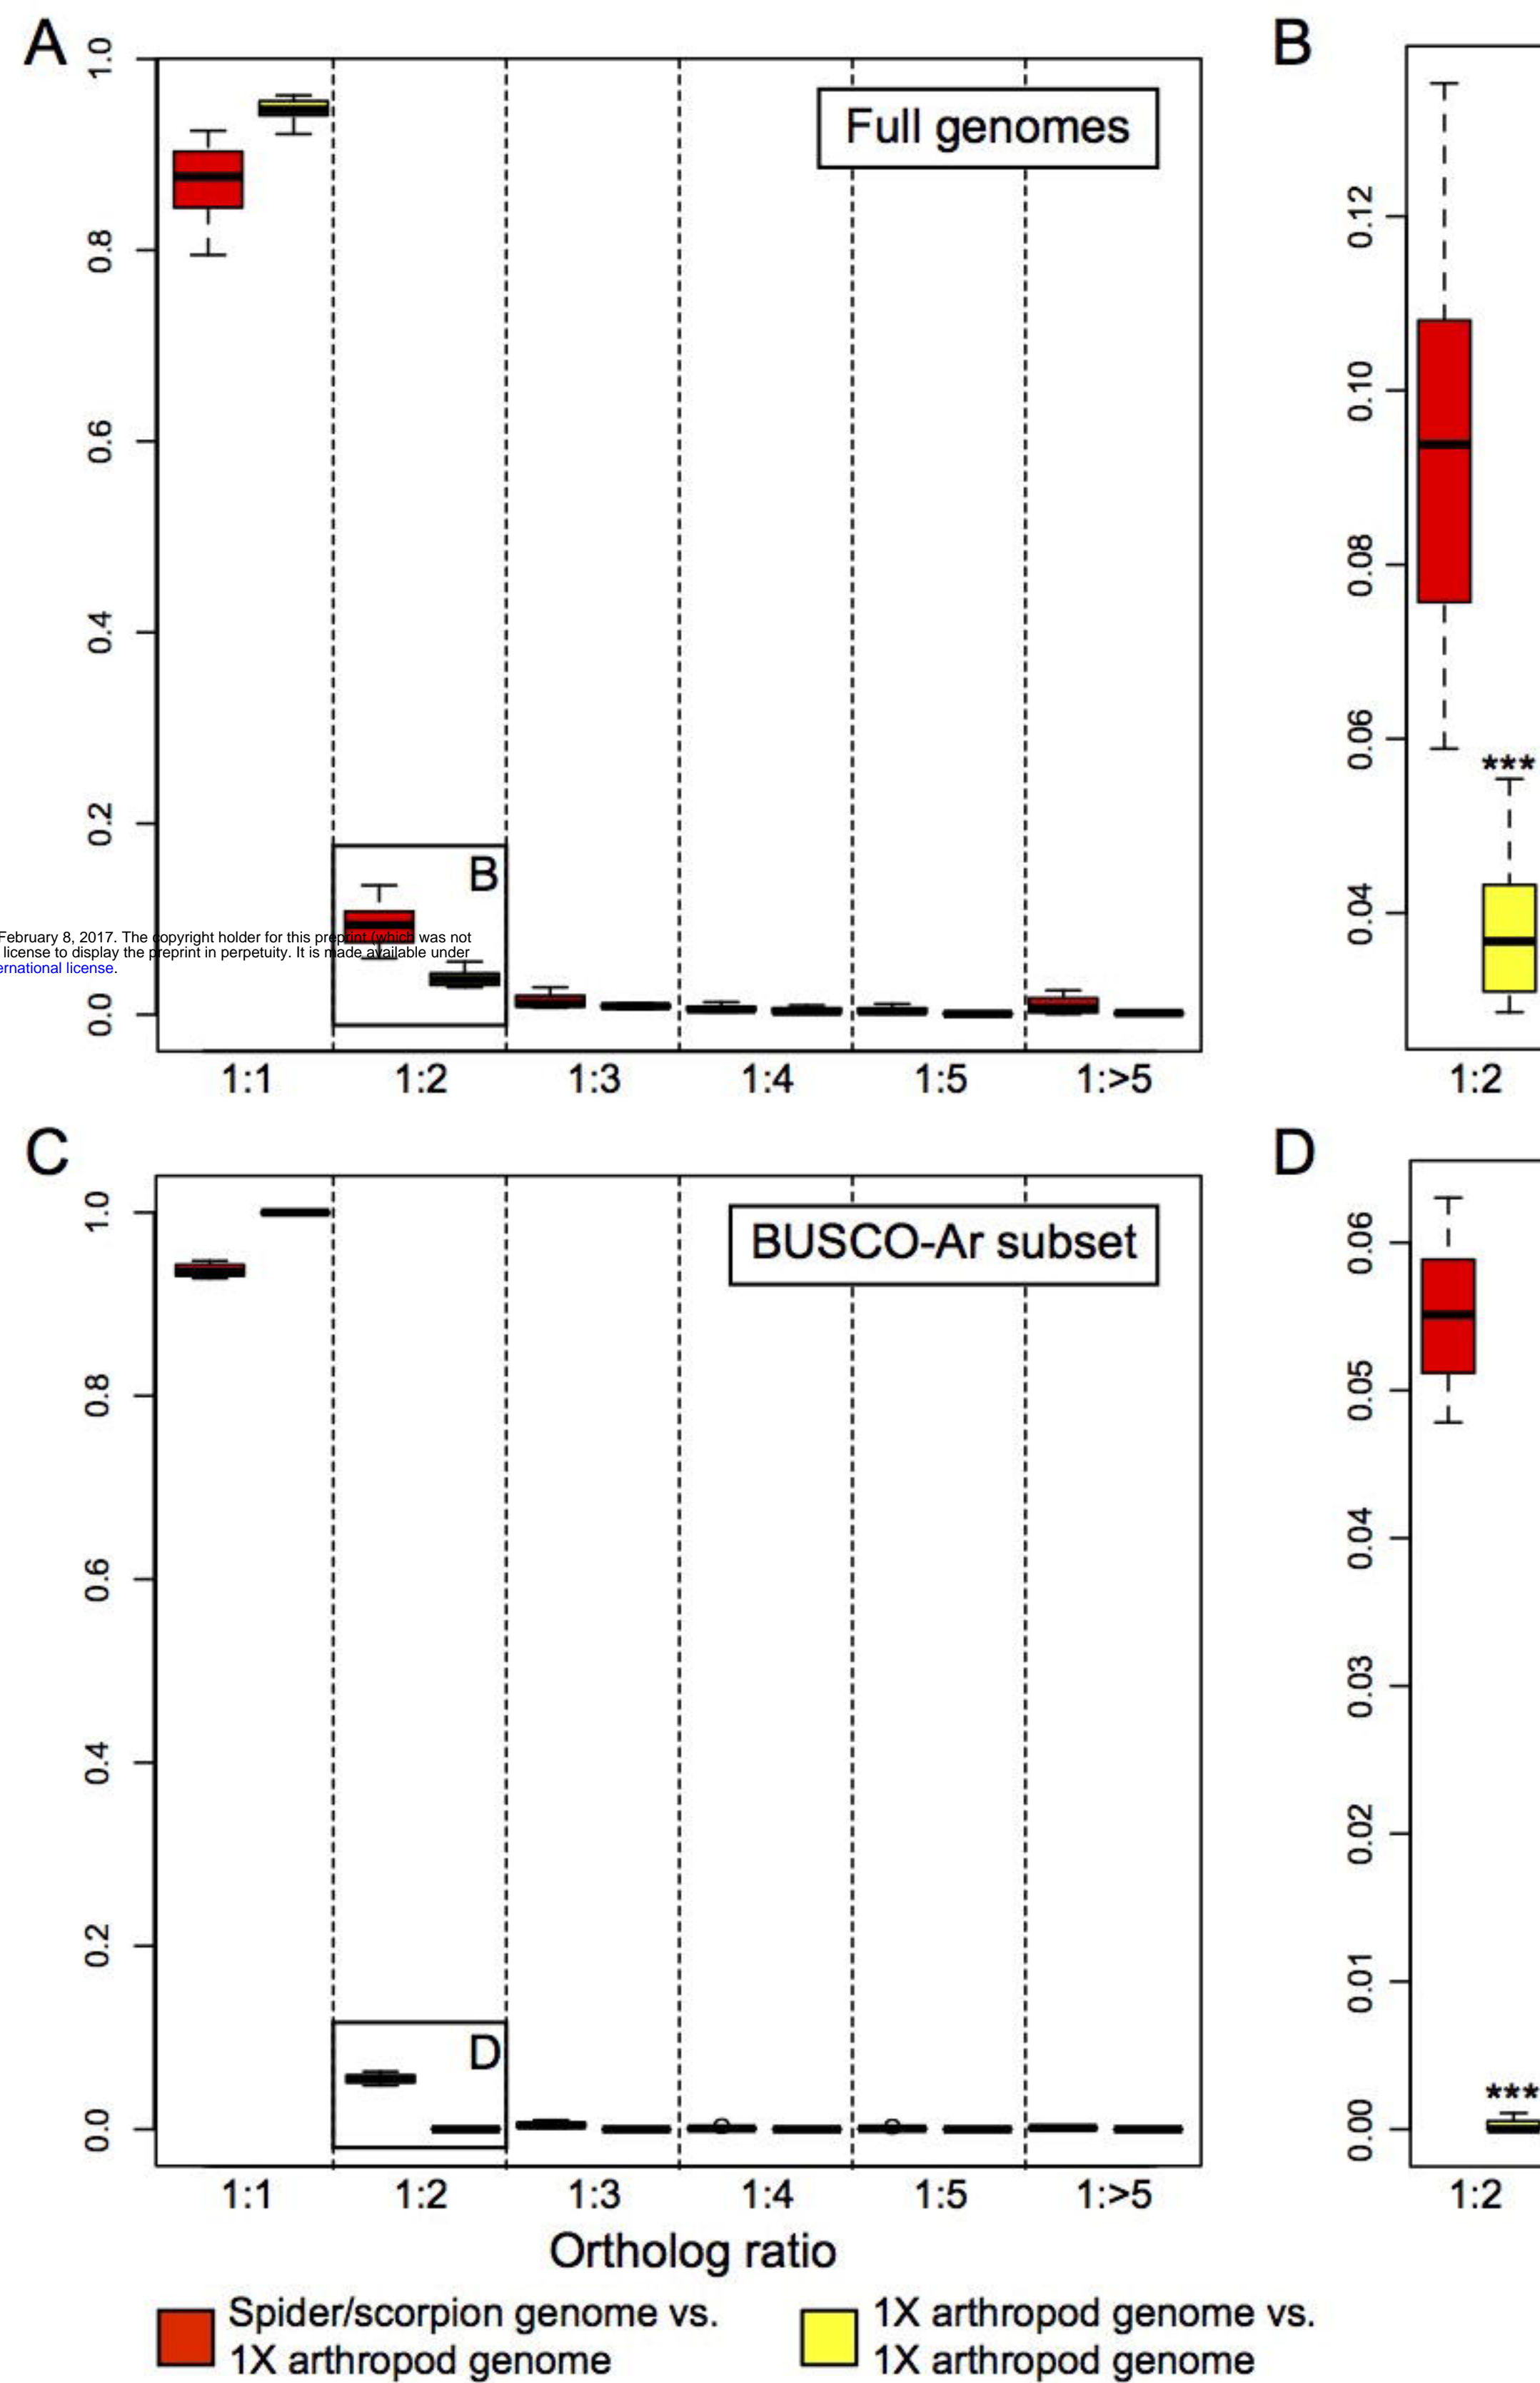 A
B
1.0
0.8
0.6
0.4
0.2
0.0
Full genomes
B
1:1
1:2
1:3
1:4
1:5
1:>5
0.12
0.10
0.08
0.06
0.04
***
1:2
February 8, 2017. The copyright holder for this preprint (which was not
license to display the preprint in perpetuity. It is made available under
ernational license.
C
D
1.0
0.8
0.6
0.4
0.2
0.0
BUSCO-Ar subset
D
1:1
1:2
1:3
1:4
1:5
1:>5
Ortholog ratio
0.06
0.05
0.04
0.03
0.02
0.01
0.00
***
1:2
Spider/scorpion genome vs.
1X arthropod genome
1X arthropod genome vs.
1X arthropod genome